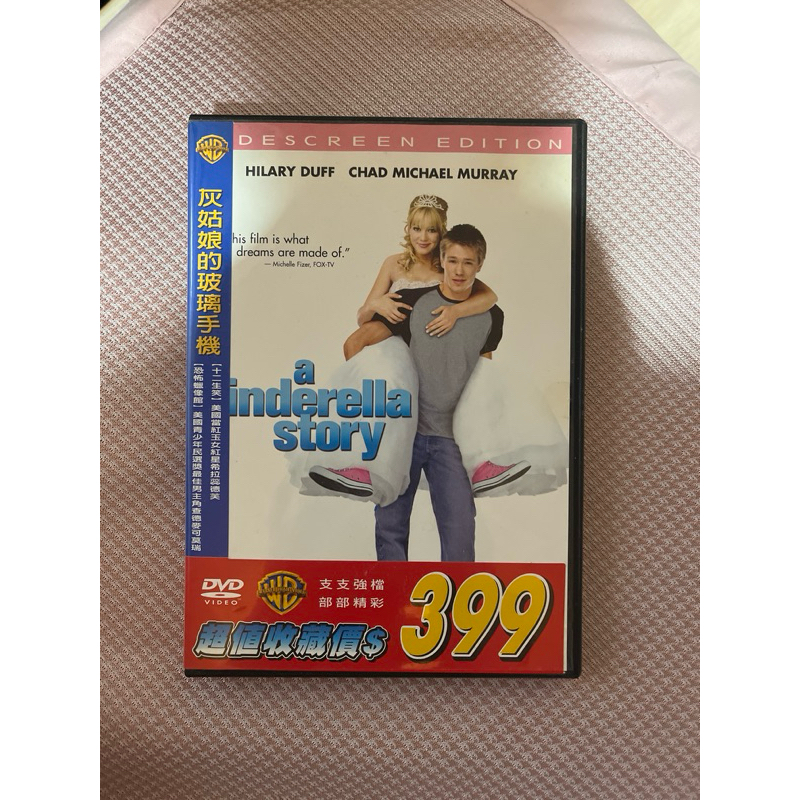 DESCREEN EDITION
HILARY DUFF CHAD MICHAEL MURRAY
his film is what
dreams are made of."
— Michelle Fizer, FOX-TV
a
inderella
story
灰姑娘的玻璃手機
【十二生笑】美國當紅玉女紅星希拉蕊德芙
【恐怖蠟像館】美國青少年民選獎最佳男主角查德麥可莫瑞
DVD
VIDEO
支支強檔
部部精彩
超值收藏價$ 399